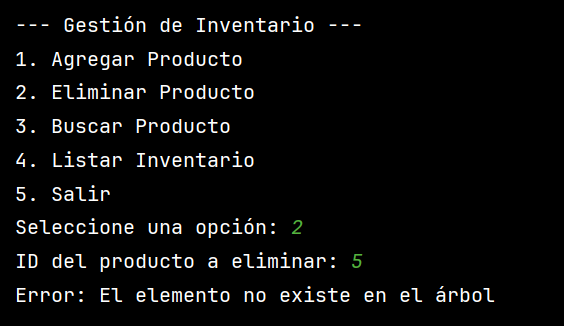 --- Gestión de Inventario ---
1. Agregar Producto
2. Eliminar Producto
3. Buscar Producto
4. Listar Inventario
5. Salir
Seleccione una opción: 2
ID del producto a eliminar: 5
Error: El elemento no existe en el árbol